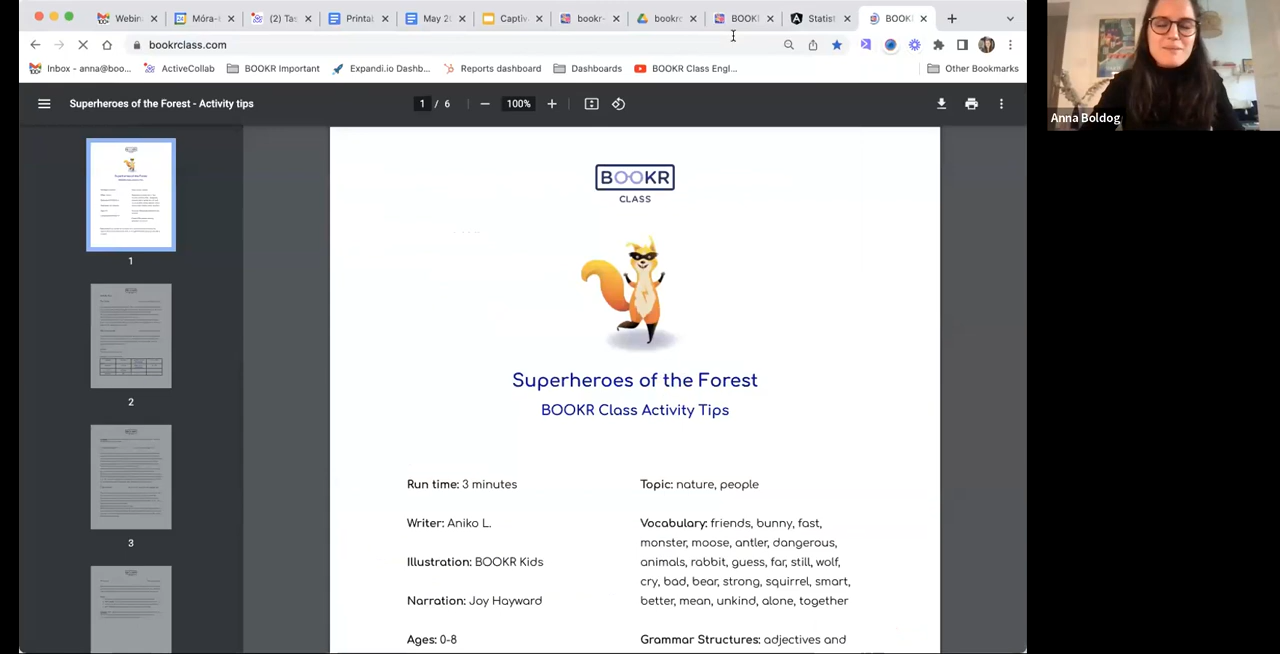 Webin
Móra-
(2) Ta
Printa
May 2
Captiv
bookr-
bookrc
BOOK
Statist
BOOK
bookrclass.com
Inbox - anna@boo...
ActiveCollab
BOOKR Important
Expandi.io Dashb...
Reports dashboard
Dashboards
BOOKR Class Engl...
Other Bookmarks
Superheroes of the Forest - Activity tips
1 / 6
100%
Anna Boldog
BOOKR
CLASS
Superheroes of the Forest
BOOKR Class Activity Tips
Run time: 3 minutes
Writer: Aniko L.
Illustration: BOOKR Kids
Narration: Joy Hayward
Ages: 0-8
Topic: nature, people
Vocabulary: friends, bunny, fast,
monster, moose, antler, dangerous,
animals, rabbit, guess, far, still, wolf,
cry, bad, bear, strong, squirrel, smart,
better, mean, unkind, alone, together
Grammar Structures: adjectives and
1
2
3